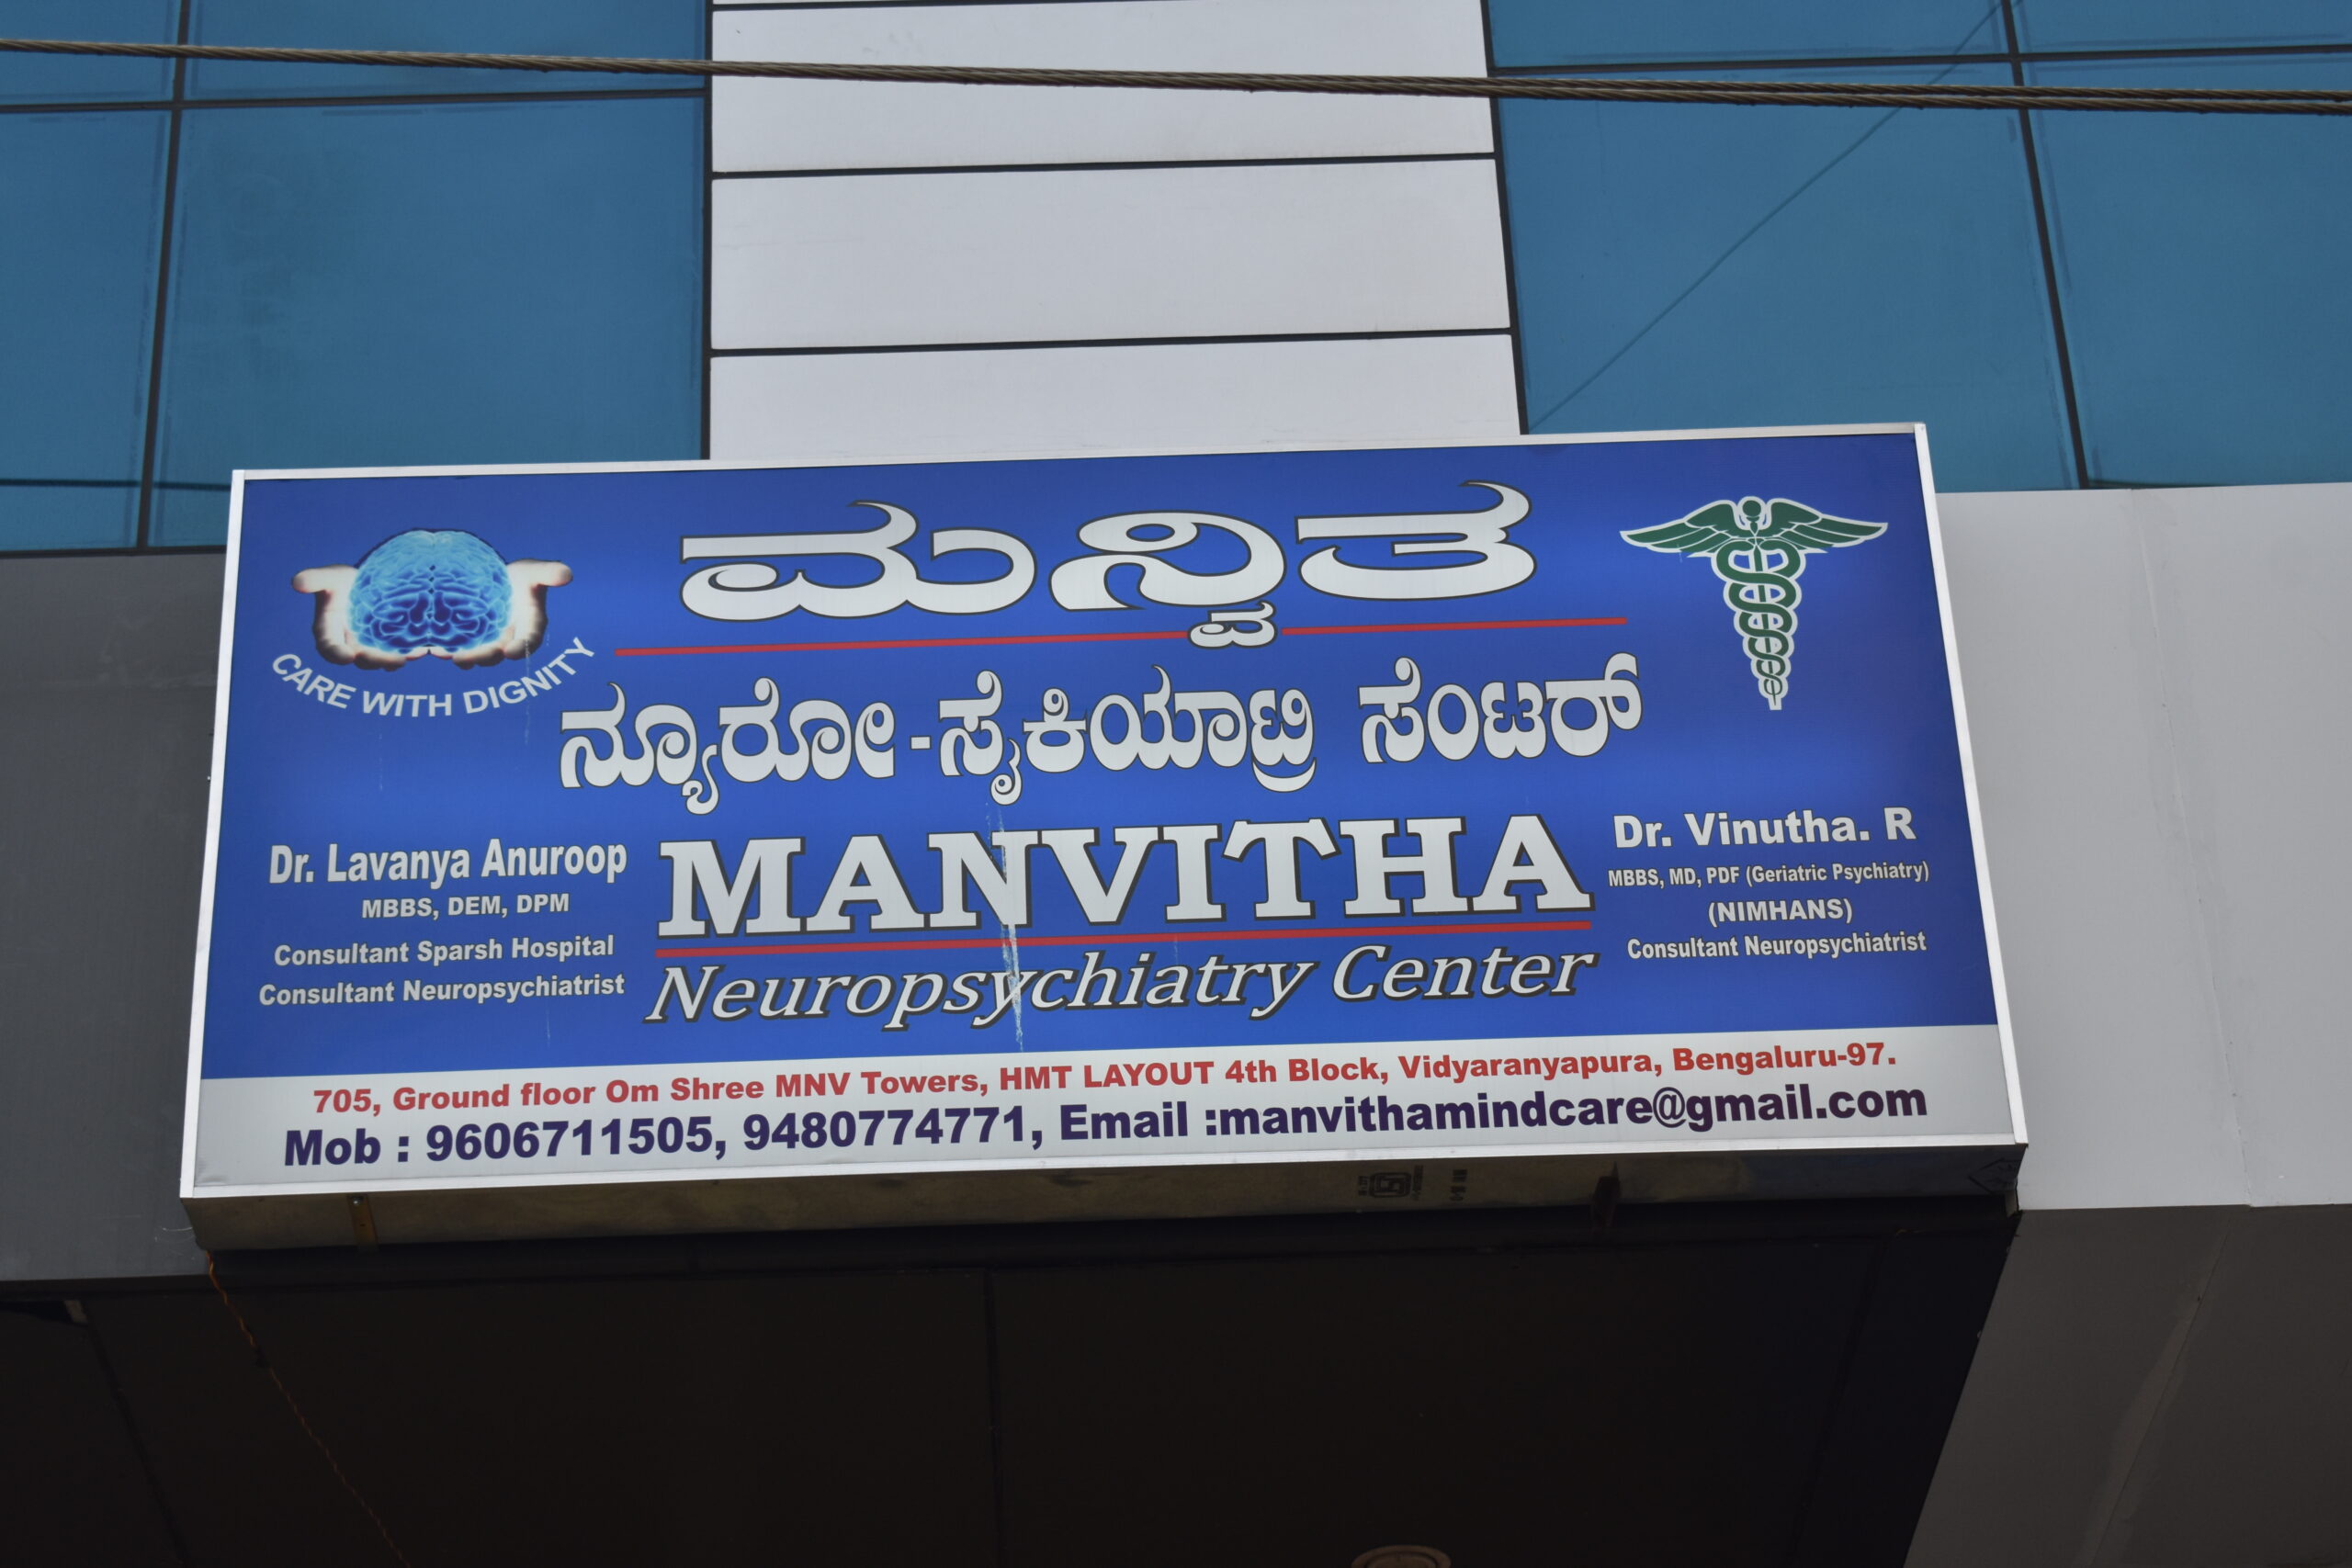 ಮನ್ವಿತ
CARE WITH DIGNITY
ನ್ಯೂರೋ-ಸೈಕಿಯಾಟ್ರಿ ಸೆಂಟರ್
MANVITHA
Neuropsychiatry Center
Dr. Lavanya Anuroop
MBBS, DEM, DPM
Consultant Sparsh Hospital
Consultant Neuropsychiatrist
Dr. Vinutha. R
MBBS, MD, PDF (Geriatric Psychiatry)
(NIMHANS)
Consultant Neuropsychiatrist
705, Ground floor Om Shree MNV Towers, HMT LAYOUT 4th Block, Vidyaranyapura, Bengaluru-97.
Mob : 9606711505, 9480774771, Email :manvithamindcare@gmail.com